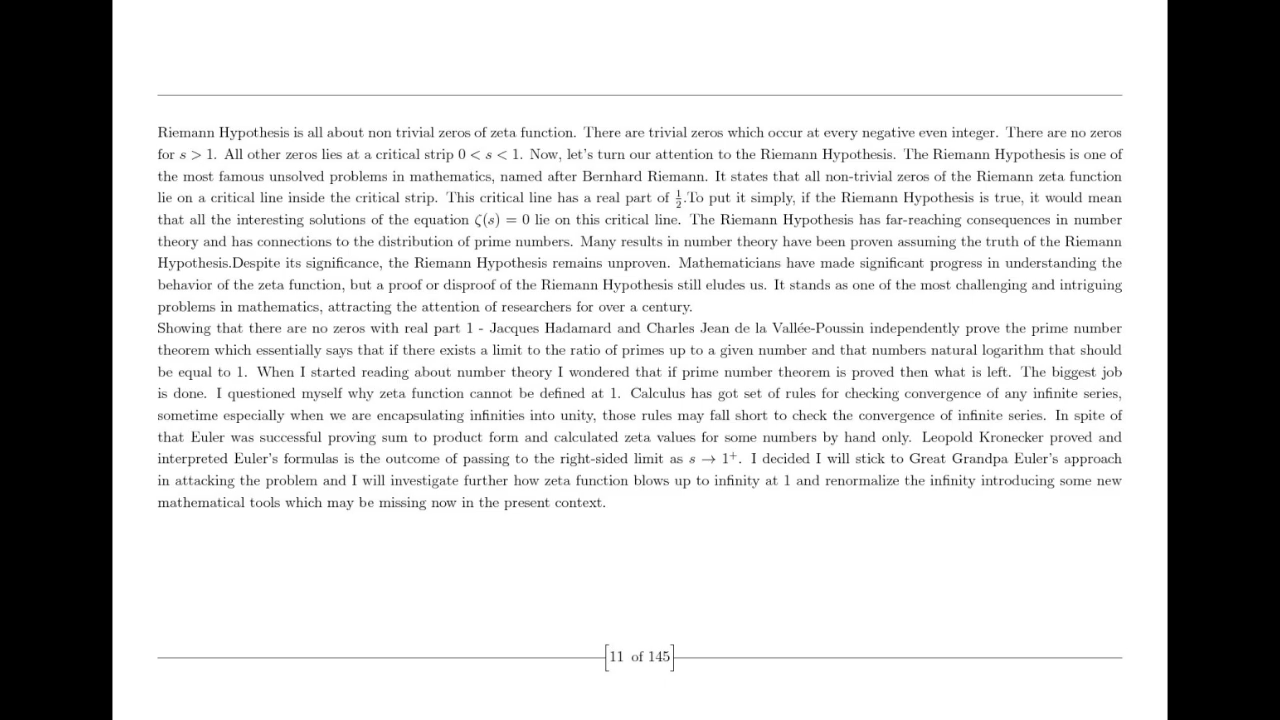 Riemann Hypothesis is all about non trivial zeros of zeta function. There are trivial zeros which occur at every negative even integer. There are no zeros
for s > 1. All other zeros lies at a critical strip 0 < s < 1. Now, let's turn our attention to the Riemann Hypothesis. The Riemann Hypothesis is one of
the most famous unsolved problems in mathematics, named after Bernhard Riemann. It states that all non-trivial zeros of the Riemann zeta function
lie on a critical line inside the critical strip. This critical line has a real part of ½.To put it simply, if the Riemann Hypothesis is true, it would mean
that all the interesting solutions of the equation ζ(s) = 0 lie on this critical line. The Riemann Hypothesis has far-reaching consequences in number
theory and has connections to the distribution of prime numbers. Many results in number theory have been proven assuming the truth of the Riemann
Hypothesis.Despite its significance, the Riemann Hypothesis remains unproven. Mathematicians have made significant progress in understanding the
behavior of the zeta function, but a proof or disproof of the Riemann Hypothesis still eludes us. It stands as one of the most challenging and intriguing
problems in mathematics, attracting the attention of researchers for over a century.
Showing that there are no zeros with real part 1 - Jacques Hadamard and Charles Jean de la Vallée-Poussin independently prove the prime number
theorem which essentially says that if there exists a limit to the ratio of primes up to a given number and that numbers natural logarithm that should
be equal to 1. When I started reading about number theory I wondered that if prime number theorem is proved then what is left. The biggest job
is done. I questioned myself why zeta function cannot be defined at 1. Calculus has got set of rules for checking convergence of any infinite series,
sometime especially when we are encapsulating infinities into unity, those rules may fall short to check the convergence of infinite series. In spite of
that Euler was successful proving sum to product form and calculated zeta values for some numbers by hand only. Leopold Kronecker proved and
interpreted Euler's formulas is the outcome of passing to the right-sided limit as s → 1⁺. I decided I will stick to Great Grandpa Euler's approach
in attacking the problem and I will investigate further how zeta function blows up to infinity at 1 and renormalize the infinity introducing some new
mathematical tools which may be missing now in the present context.
[11 of 145]